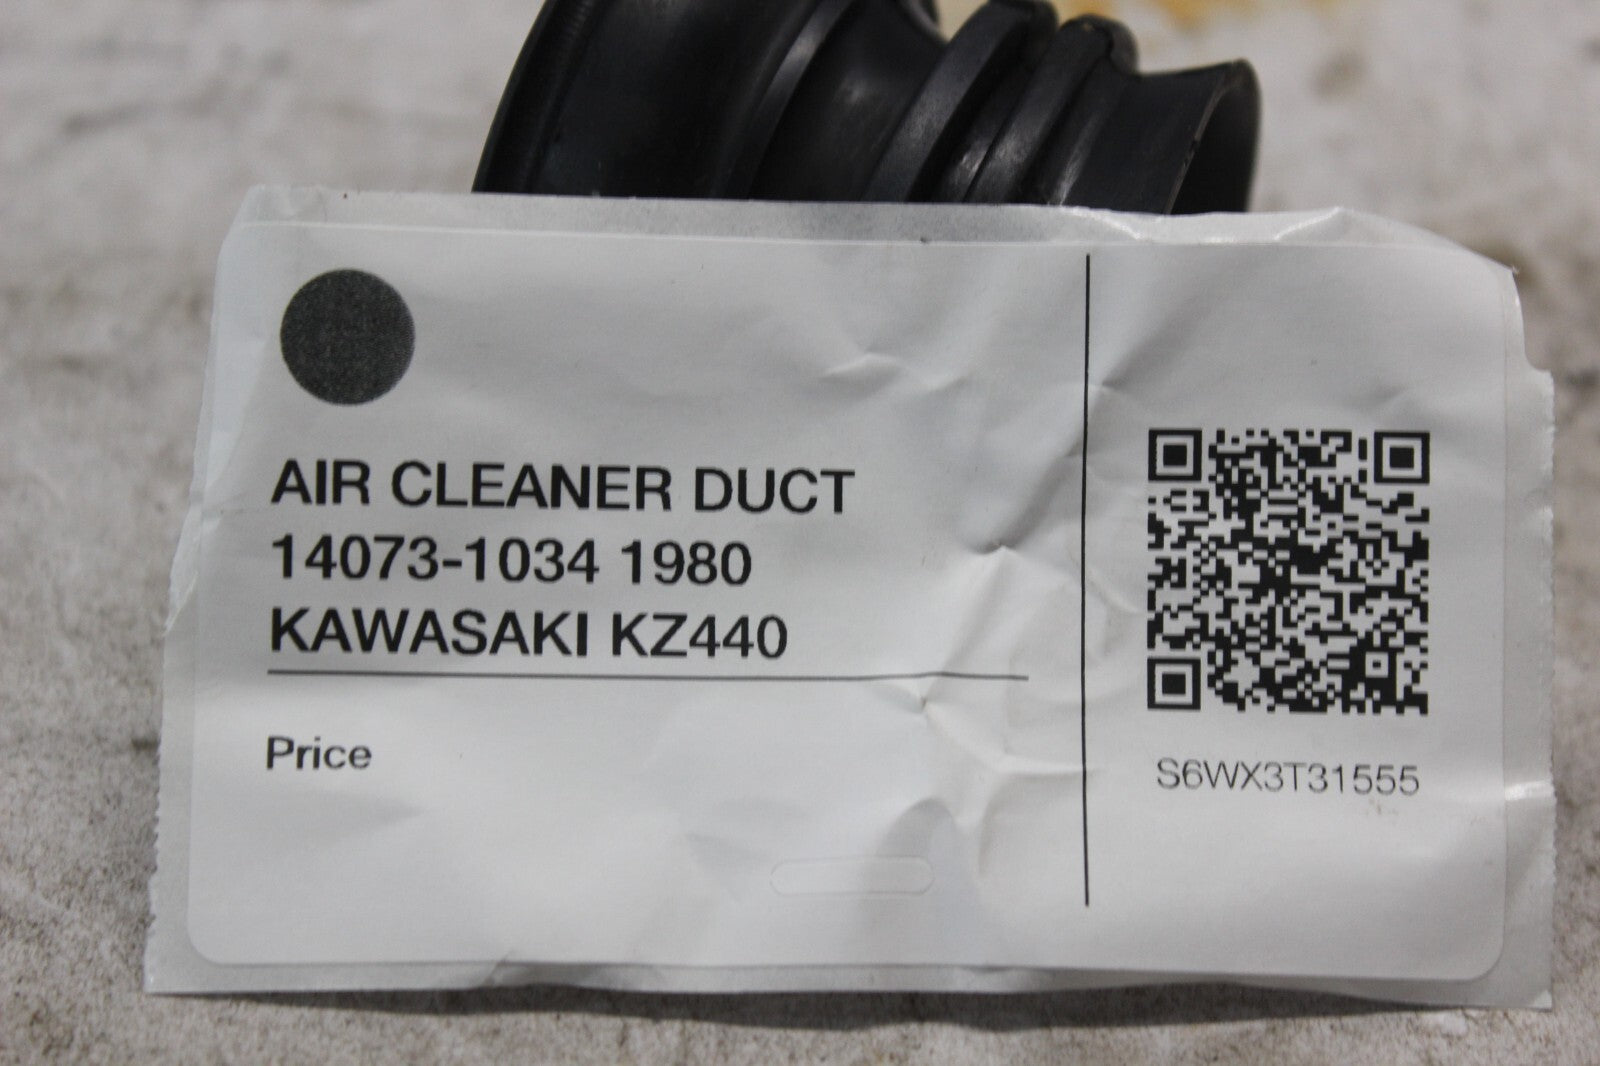 AIR CLEANER DUCT
14073-1034 1980
KAWASAKI KZ440
Price
S6WX3T31555